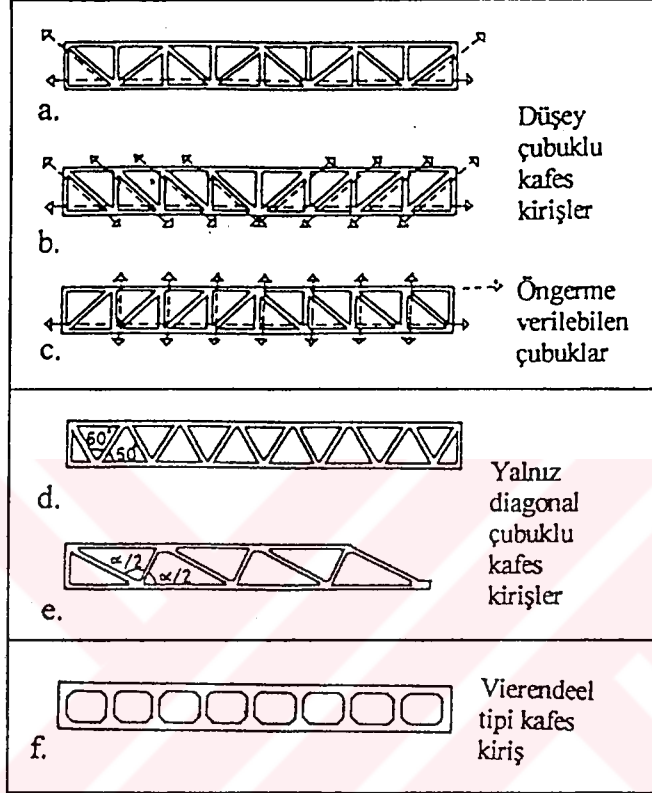 a.
Düşey
çubuklu
kafes
kirişler
b.
c.
Öngerme
verilebilen
çubuklar
60°
50
d.
Yalnız
diagonal
çubuklu
kafes
kirişler
α/2
α/2
e.
Vierendeel
tipi kafes
kiriş
f.